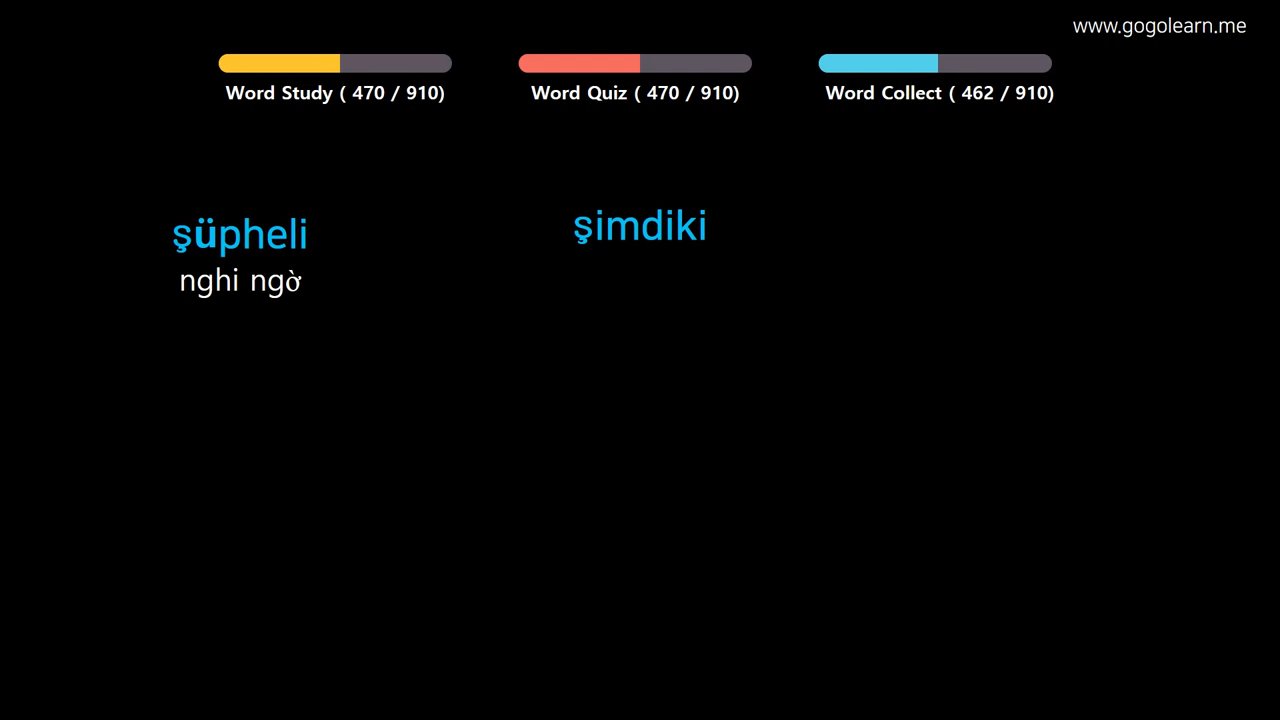 www.gogolearn.me
Word Study ( 470 / 910)
Word Quiz ( 470 / 910)
Word Collect ( 462 / 910)
şüpheli
nghi ngờ
şimdiki